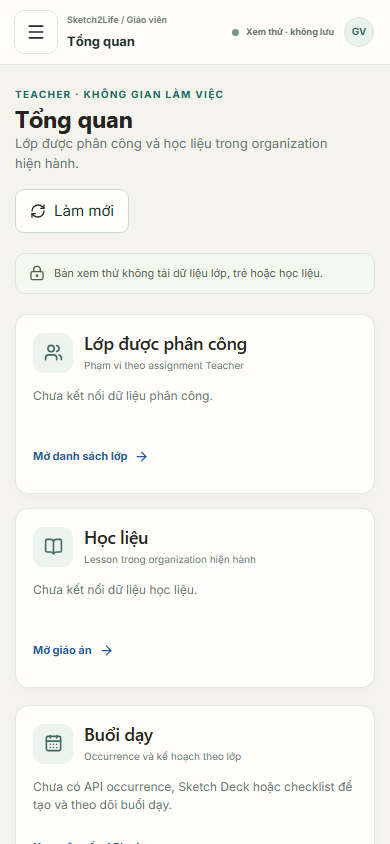 Sketch2Life / Giáo viên
Tổng quan
Xem thử · không lưu
GV
TEACHER · KHÔNG GIAN LÀM VIỆC
Tổng quan
Lớp được phân công và học liệu trong organization
hiện hành.
Làm mới
Bản xem thử không tải dữ liệu lớp, trẻ hoặc học liệu.
Lớp được phân công
Phạm vi theo assignment Teacher
Chưa kết nối dữ liệu phân công.
Mở danh sách lớp
Học liệu
Lesson trong organization hiện hành
Chưa kết nối dữ liệu học liệu.
Mở giáo án
Buổi dạy
Occurrence và kế hoạch theo lớp
Chưa có API occurrence, Sketch Deck hoặc checklist để
tạo và theo dõi buổi dạy.